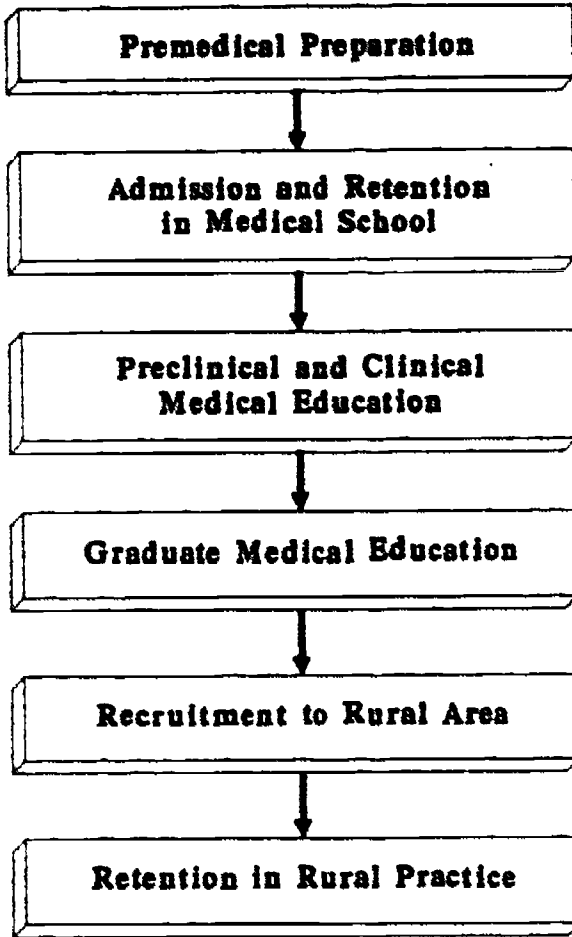 Premedical Preparation
Admission and Retention
in Medical School
Preclinical and Clinical
Medical Education
Graduate Medical Education
Recruitment to Rural Area
Retention in Rural Practice